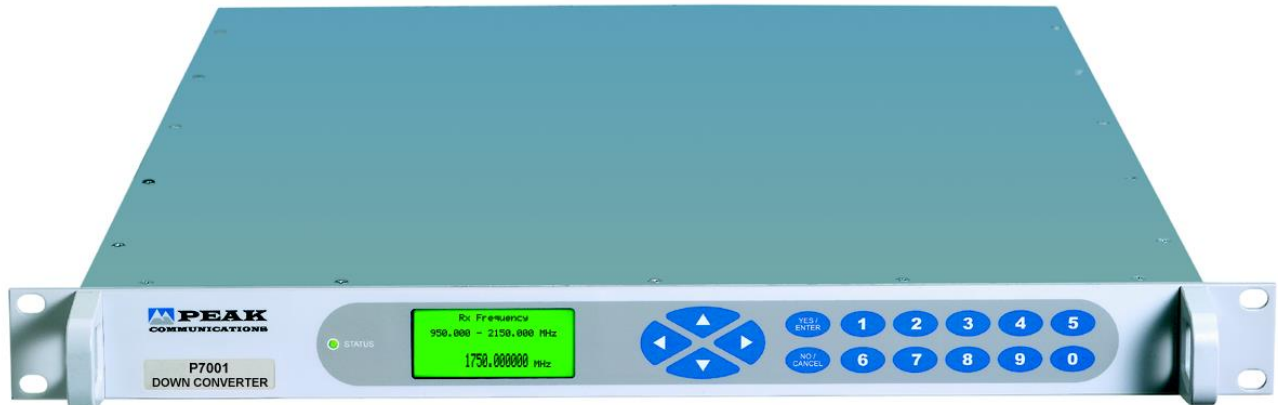 PEAK
COMMUNICATIONS
P7001
DOWN CONVERTER
STATUS
Rx Frequency
950.000 - 2150.000 MHz
1750.000000 MHz
YES /
ENTER
1 2 3 4 5
NO /
CANCEL
6 7 8 9 0